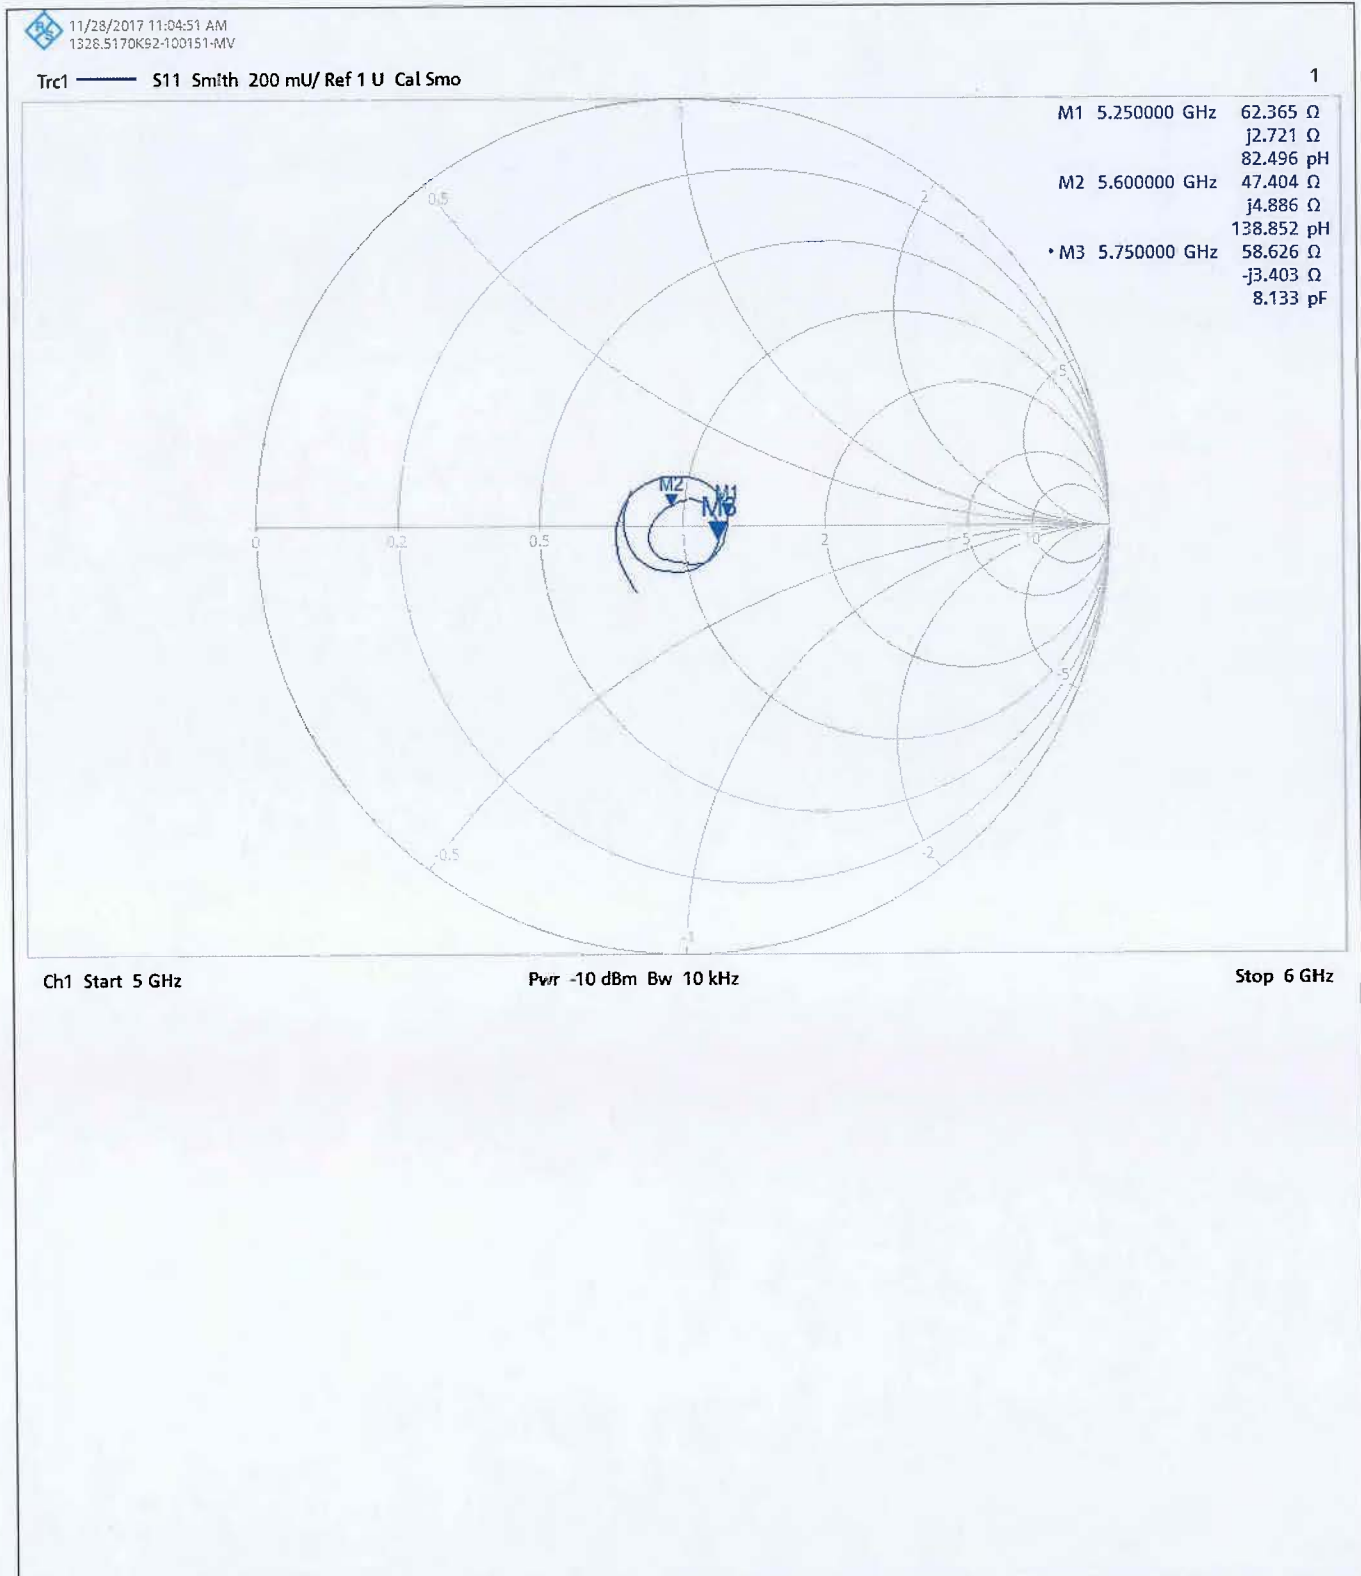 R&S
11/28/2017 11:04:51 AM
1328.5170K92-100151-MV
Trc1 S11 Smith 200 mU/ Ref 1 U Cal Smo
1
M1 5.250000 GHz 62.365 Ω
j2.721 Ω
82.496 pH
M2 5.600000 GHz 47.404 Ω
j4.886 Ω
138.852 pH
• M3 5.750000 GHz 58.626 Ω
-j3.403 Ω
8.133 pF
1
0.5
2
5
M2
M1
M3
0
0.2
0.5
1
2
5
10
-5
-0.5
-2
-1
Ch1 Start 5 GHz
Pwr -10 dBm Bw 10 kHz
Stop 6 GHz